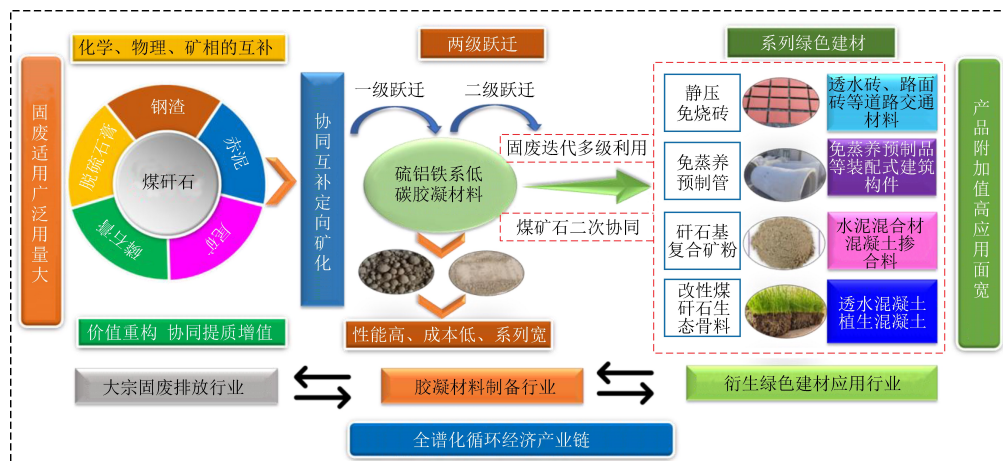 化学、物理、矿相的互补
两级跃迁
系列绿色建材
固废适用广泛用量大
钢渣
赤泥
尾矿
磷石膏
脱硫石膏
煤矸石
价值重构 协同提质增值
协同互补定向矿化
一级跃迁
二级跃迁
硫铝铁系低
碳胶凝材料
固废迭代多级利用
煤矿石二次协同
性能高、成本低、系列宽
静压
免烧砖
透水砖、路面
砖等道路交通
材料
免蒸养
预制管
免蒸养预制品
等装配式建筑
构件
矸石基
复合矿粉
水泥混合材
混凝土掺
合料
改性煤
矸石生
态骨料
透水混凝土
植生混凝土
产品附加值高应用面宽
大宗固废排放行业
胶凝材料制备行业
衍生绿色建材应用行业
全谱化循环经济产业链